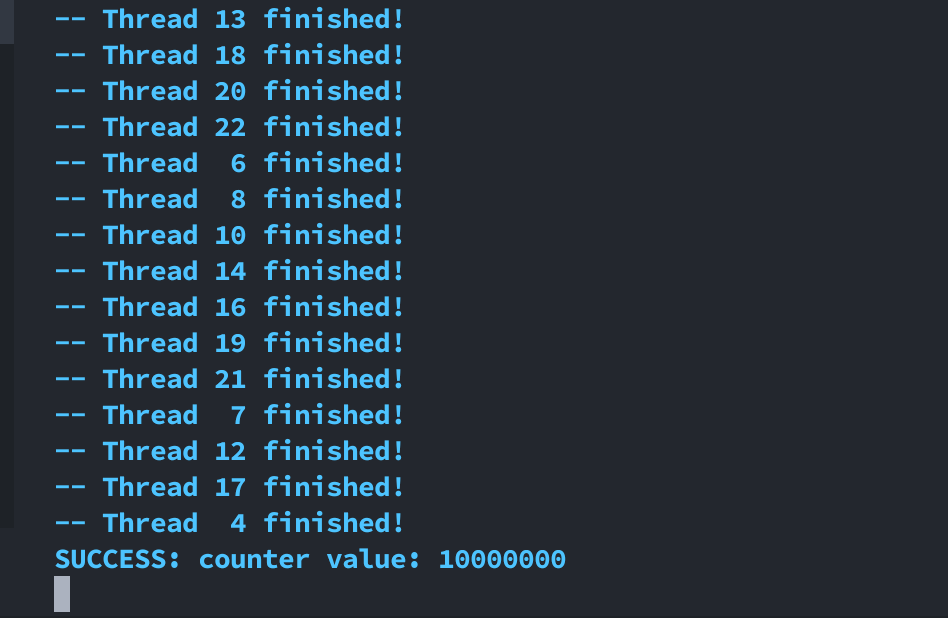 -- Thread 13 finished!
-- Thread 18 finished!
-- Thread 20 finished!
-- Thread 22 finished!
-- Thread  6 finished!
-- Thread  8 finished!
-- Thread 10 finished!
-- Thread 14 finished!
-- Thread 16 finished!
-- Thread 19 finished!
-- Thread 21 finished!
-- Thread  7 finished!
-- Thread 12 finished!
-- Thread 17 finished!
-- Thread  4 finished!
SUCCESS: counter value: 10000000